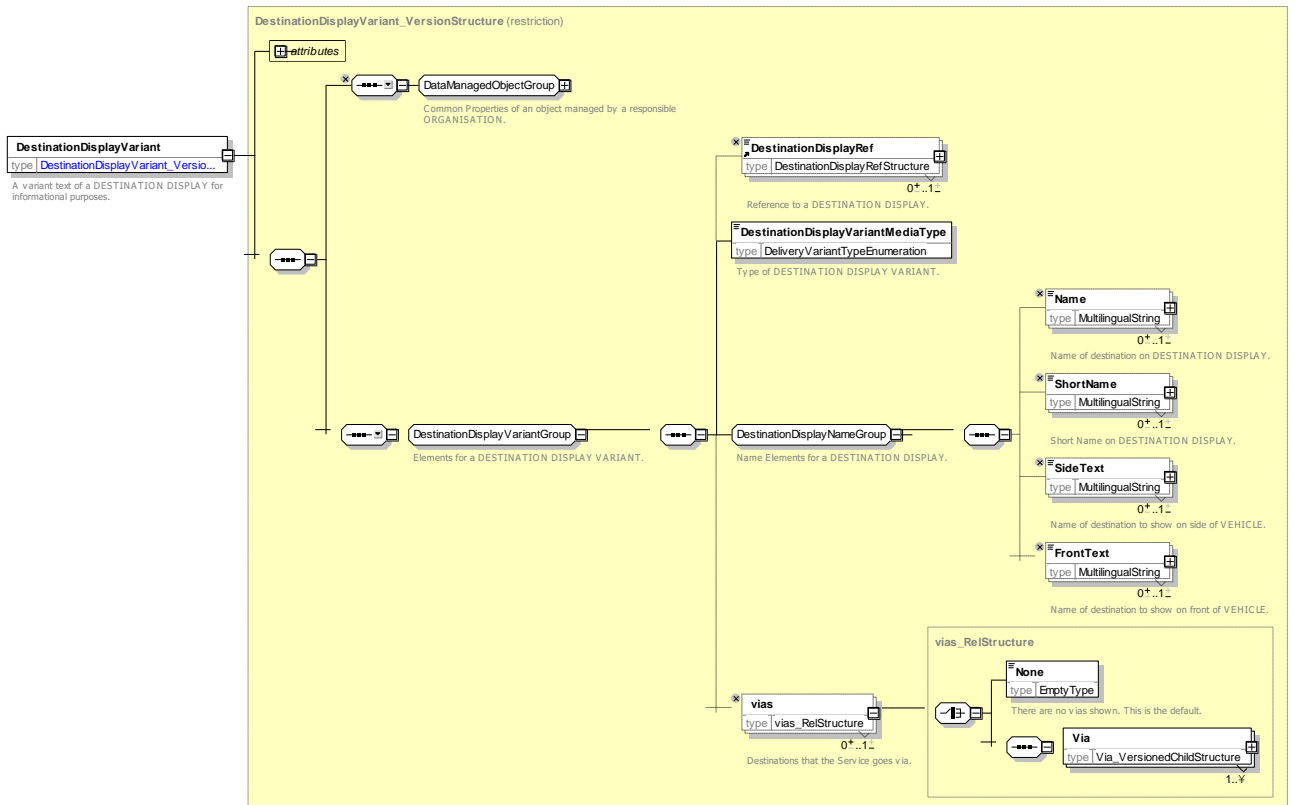 DestinationDisplayVariant_VersionStructure (restriction)
attributes
DataManagedObjectGroup
Common Properties of an object managed by a responsible
ORGANISATION.
DestinationDisplayVariant
type DestinationDisplayVariant_Versio...
A variant text of a DESTINATION DISPLAY for
informational purposes.
DestinationDisplayRef
type DestinationDisplayRefStructure
0..1
Reference to a DESTINATION DISPLAY.
DestinationDisplayVariantMediaType
type DeliveryVariantTypeEnumeration
Type of DESTINATION DISPLAY VARIANT.
Name
type MultilingualString
0..1
Name of destination on DESTINATION DISPLAY.
ShortName
type MultilingualString
0..1
Short Name on DESTINATION DISPLAY.
DestinationDisplayVariantGroup
Elements for a DESTINATION DISPLAY VARIANT.
DestinationDisplayNameGroup
Name Elements for a DESTINATION DISPLAY.
SideText
type MultilingualString
0..1
Name of destination to show on side of VEHICLE.
FrontText
type MultilingualString
0..1
Name of destination to show on front of VEHICLE.
vias_RelStructure
None
type EmptyType
There are no vias shown. This is the default.
vias
type vias_RelStructure
0..1
Destinations that the Service goes via.
Via
type Via_VersionedChildStructure
1..¥